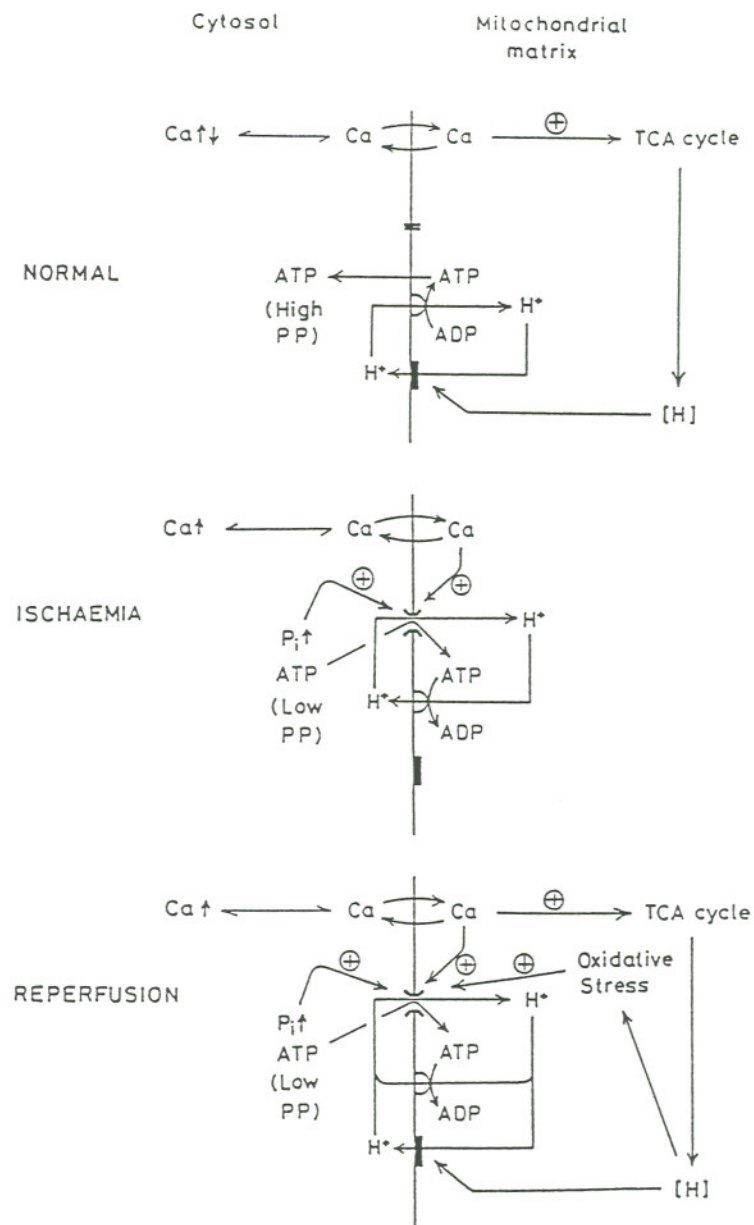 Cytosol
Mitochondrial
matrix
Ca↑↓
Ca
Ca
⊕
TCA cycle
NORMAL
ATP
ATP
(High
PP)
H⁺
ADP
H⁺
[H]
Ca↑
Ca
Ca
⊕
⊕
ISCHAEMIA
H⁺
Pi↑
ATP
ATP
(Low
PP)
H⁺
ADP
Ca↑
Ca
Ca
⊕
TCA cycle
⊕
⊕
⊕
Oxidative
Stress
REPERFUSION
H⁺
Pi↑
ATP
ATP
(Low
PP)
ADP
H⁺
[H]